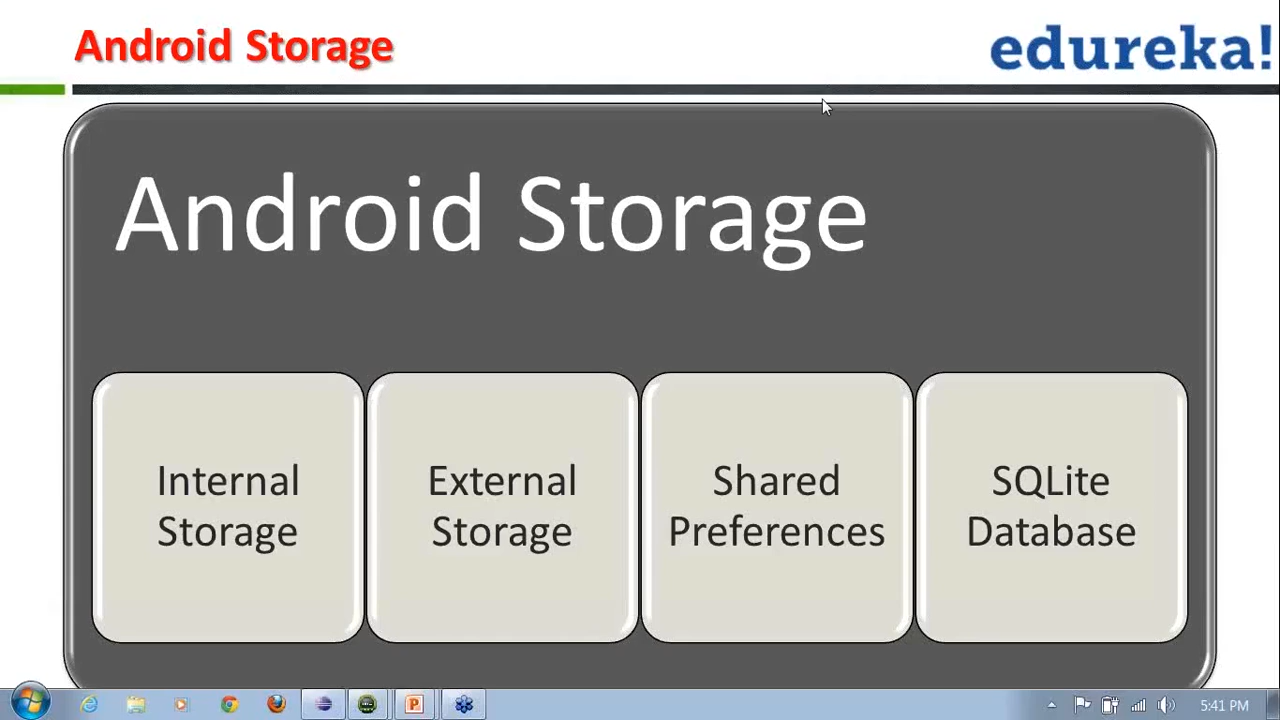 Android Storage
edureka!
Android Storage
Internal
Storage
External
Storage
Shared
Preferences
SQLite
Database
5:41 PM